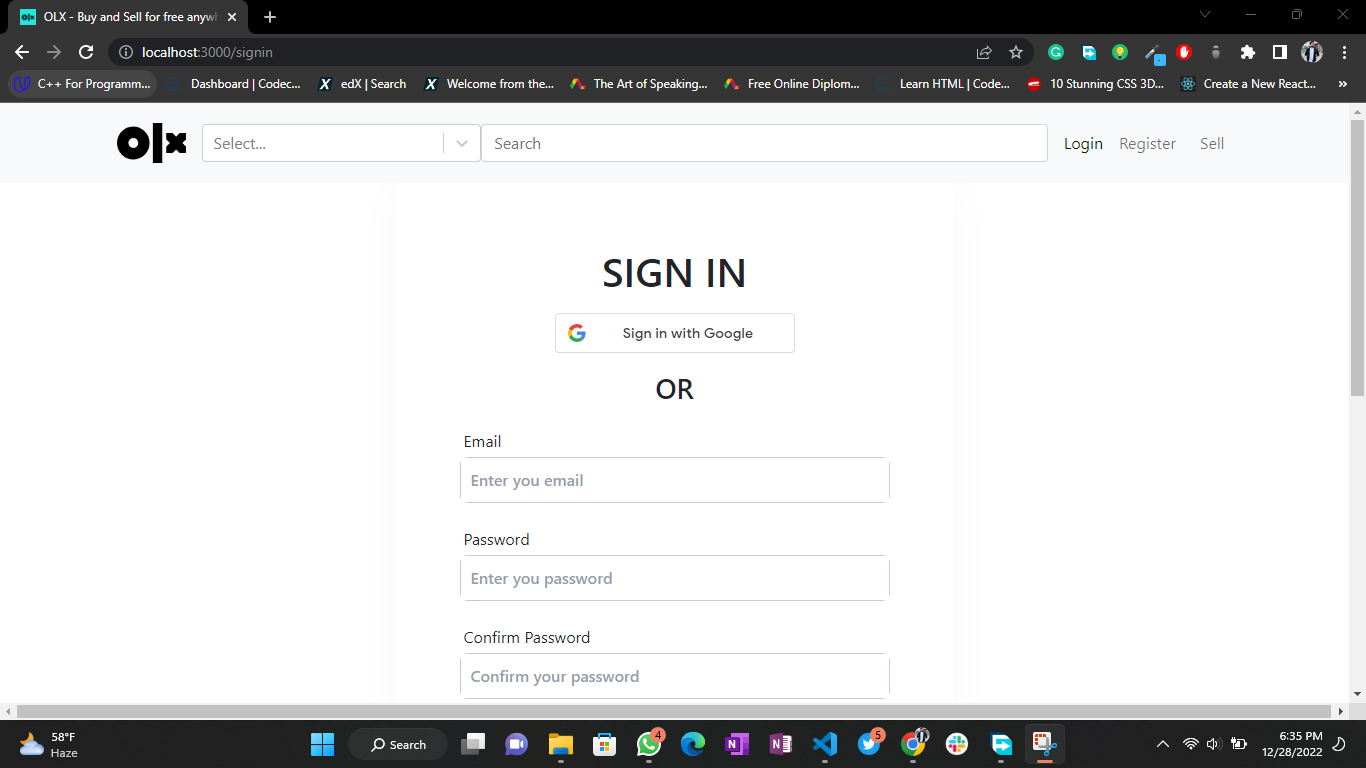 OLX - Buy and Sell for free anywh
localhost:3000/signin
C++ For Programm...
Dashboard | Codec...
edX | Search
Welcome from the...
The Art of Speaking...
Free Online Diplom...
Learn HTML | Code...
10 Stunning CSS 3D...
Create a New React...
»
olx
Select...
Search
Login
Register
Sell
SIGN IN
Sign in with Google
OR
Email
Enter you email
Password
Enter you password
Confirm Password
Confirm your password
58°F
Haze
Search
4
5
6:35 PM
12/28/2022